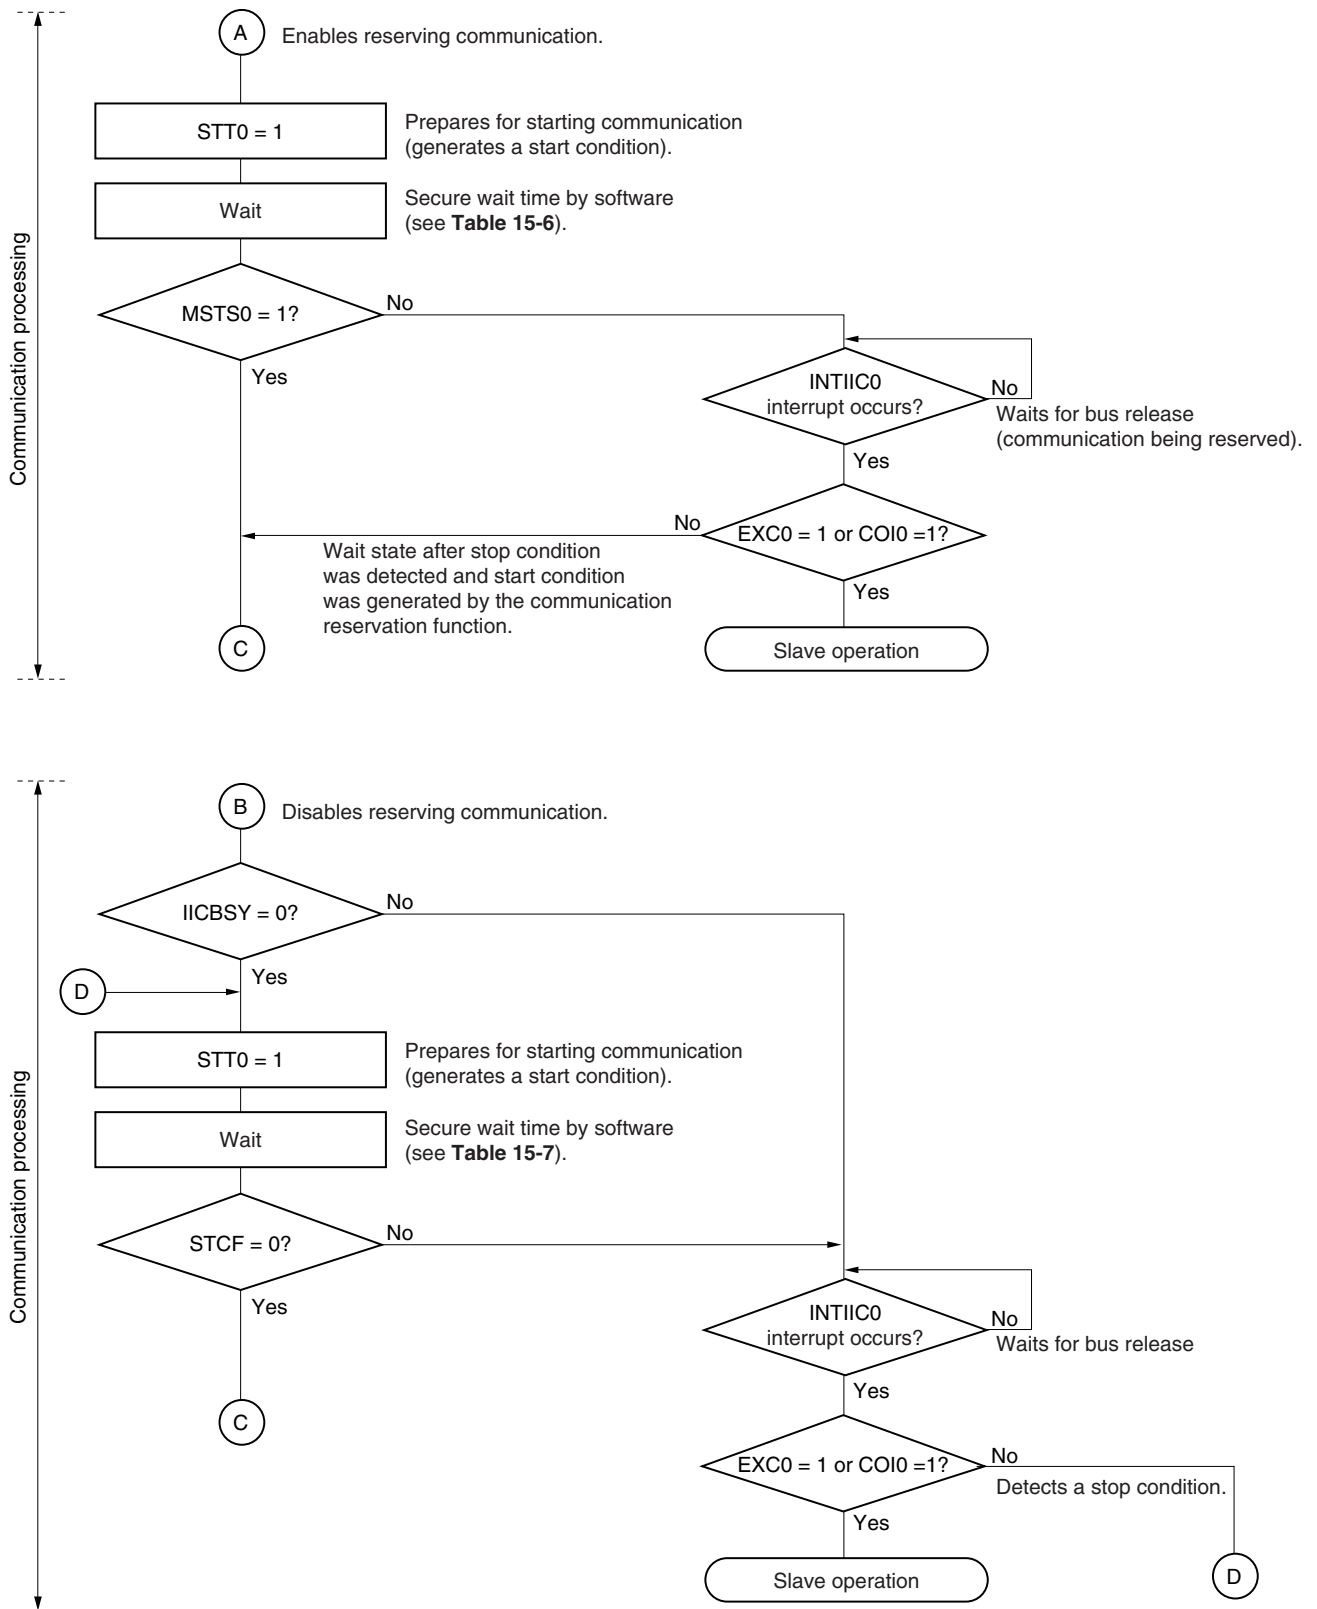 A
Enables reserving communication.
STT0 = 1
Prepares for starting communication
(generates a start condition).
Wait
Secure wait time by software
(see Table 15-6).
Communication processing
MSTS0 = 1?
No
Yes
INTIIC0
interrupt occurs?
No
Waits for bus release
(communication being reserved).
Yes
EXC0 = 1 or COI0 =1?
No
Wait state after stop condition
was detected and start condition
was generated by the communication
reservation function.
Yes
C
Slave operation
B
Disables reserving communication.
IICBSY = 0?
No
Yes
D
STT0 = 1
Prepares for starting communication
(generates a start condition).
Wait
Secure wait time by software
(see Table 15-7).
Communication processing
STCF = 0?
No
Yes
INTIIC0
interrupt occurs?
No
Waits for bus release
Yes
C
EXC0 = 1 or COI0 =1?
No
Detects a stop condition.
Yes
Slave operation
D